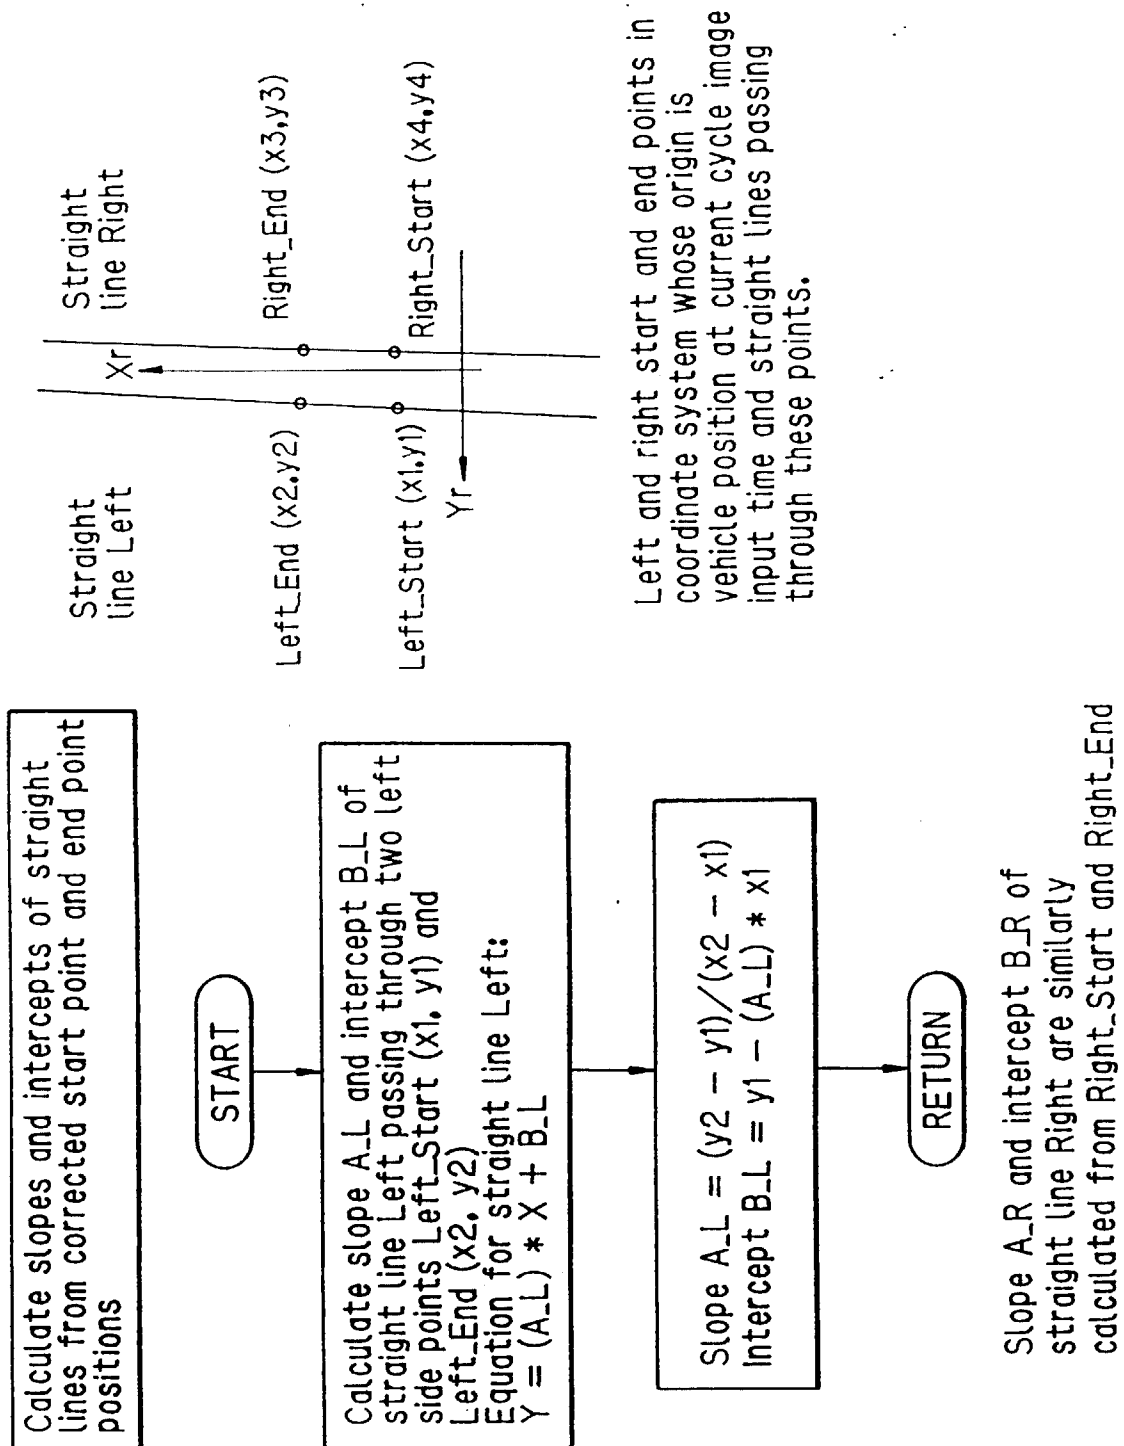 Calculate slopes and intercepts of straight
lines from corrected start point and end point
positions
START
Calculate slope A_L and intercept B_L of
straight line Left passing through two left
side points Left_Start (x1, y1) and
Left_End (x2, y2)
Equation for straight line Left:
Y = (A_L) * X + B_L
Slope A_L = (y2 – y1)/(x2 – x1)
Intercept B_L = y1 – (A_L) * x1
RETURN
Slope A_R and intercept B_R of
straight line Right are similarly
calculated from Right_Start and Right_End
Straight
line Left
Straight
line Right
Xr
Left_End (x2,y2)
Right_End (x3,y3)
Left_Start (x1,y1)
Right_Start (x4,y4)
Yr
Left and right start and end points in
coordinate system whose origin is
vehicle position at current cycle image
input time and straight lines passing
through these points.